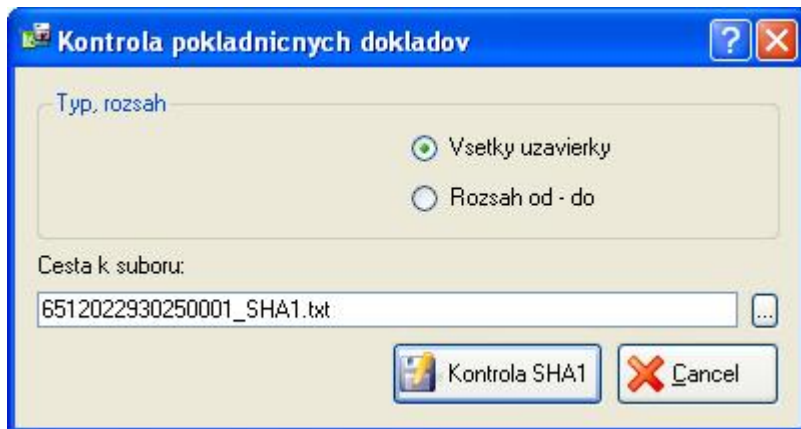 Kontrola pokladnicnych dokladov
Typ, rozsah
Vsetky uzavierky
Rozsah od - do
Cesta k suboru:
6512022930250001_SHA1.txt
...
Kontrola SHA1
Cancel